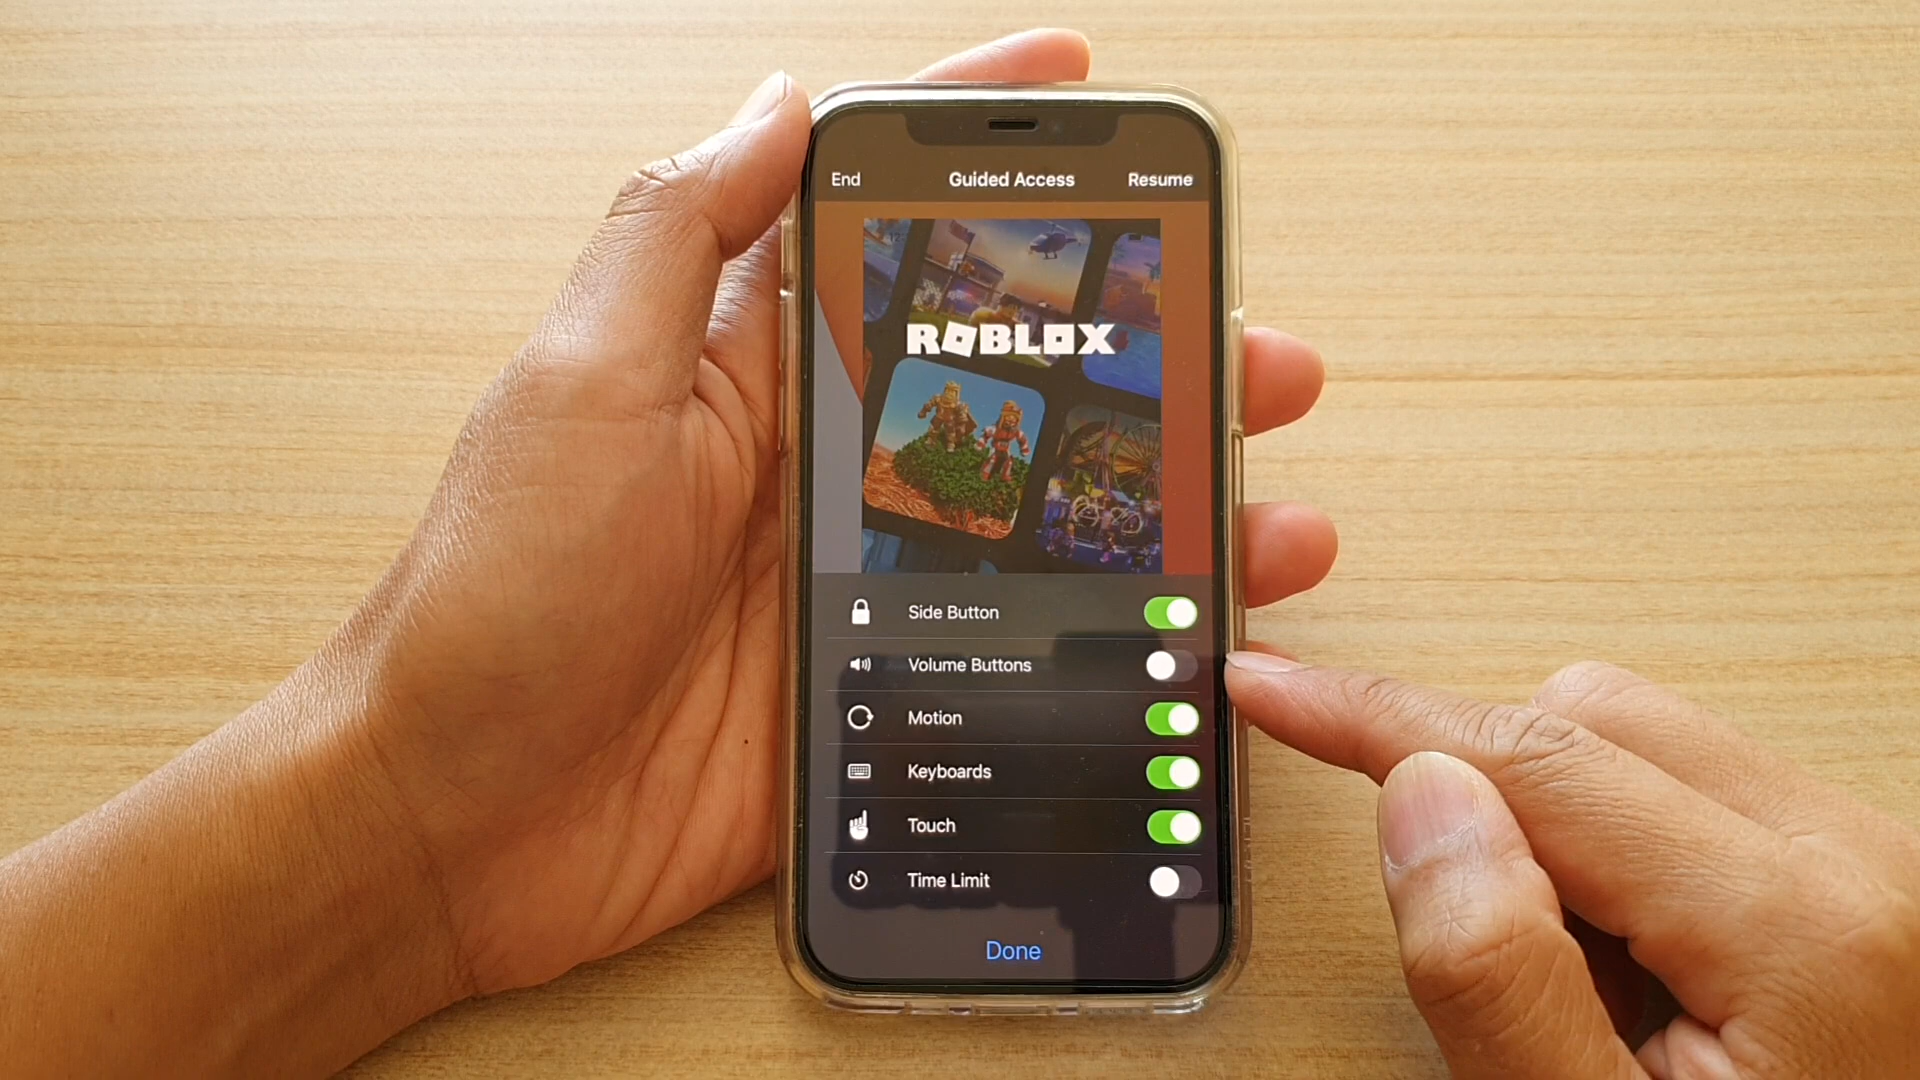 End Guided Access Resume
ROBLOX
Side Button
Volume Buttons
Motion
Keyboards
Touch
Time Limit
Done